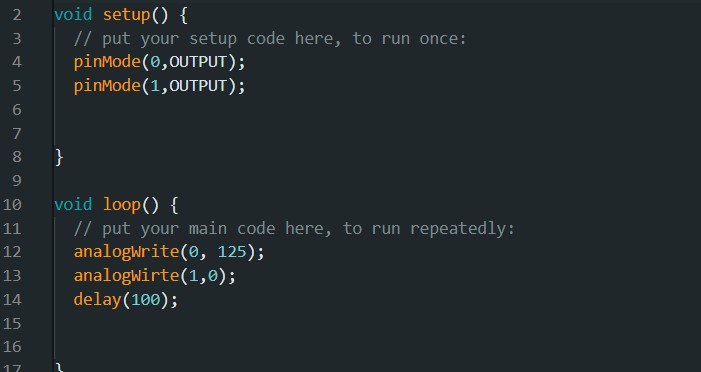 2 void setup() {
3 // put your setup code here, to run once:
4 pinMode(0,OUTPUT);
5 pinMode(1,OUTPUT);
6
7
8 }
9
10 void loop() {
11 // put your main code here, to run repeatedly:
12 analogWrite(0, 125);
13 analogWirte(1,0);
14 delay(100);
15
16
17 }